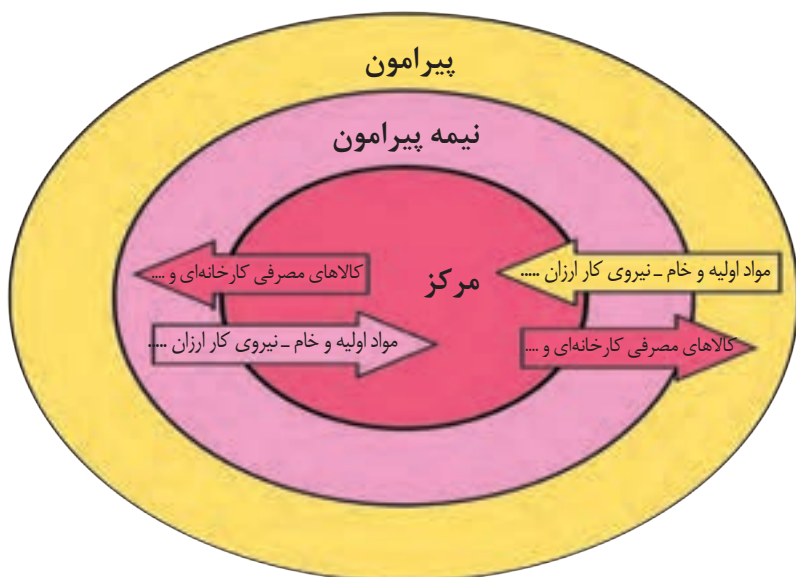 پیرامون
نیمه پیرامون
مواد اولیه و خام ـ نیروی کار ارزان .....
کالاهای مصرفی کارخانه‌ای و ....
مرکز
مواد اولیه و خام ـ نیروی کار ارزان .....
کالاهای مصرفی کارخانه‌ای و ....